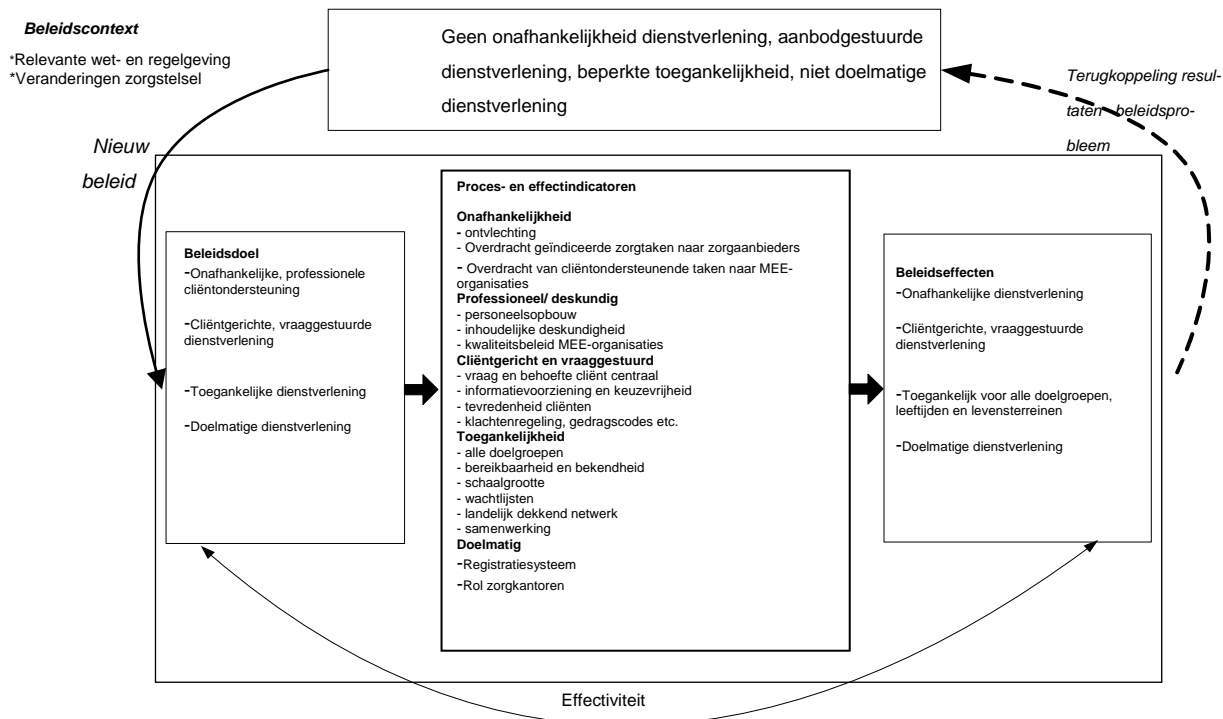 Beleidscontext
*Relevante wet- en regelgeving
*Veranderingen zorgstelsel
Geen onafhankelijkheid dienstverlening, aanbodgestuurde
dienstverlening, beperkte toegankelijkheid, niet doelmatige
dienstverlening
Terugkoppeling resul-
taten beleidspro-
bleem
Nieuw
beleid
Beleidsdoel
-Onafhankelijke, professionele
cliëntondersteuning
-Cliëntgerichte, vraaggestuurde
dienstverlening
-Toegankelijke dienstverlening
-Doelmatige dienstverlening
Proces- en effectindicatoren
Onafhankelijkheid
- ontvlechting
- Overdracht geïndiceerde zorgtaken naar zorgaanbieders
- Overdracht van cliëntondersteunende taken naar MEE-
organisaties
Professioneel/ deskundig
- personeelsopbouw
- inhoudelijke deskundigheid
- kwaliteitsbeleid MEE-organisaties
Cliëntgericht en vraaggestuurd
- vraag en behoefte cliënt centraal
- informatievoorziening en keuzevrijheid
- tevredenheid cliënten
- klachtenregeling, gedragscodes etc.
Toegankelijkheid
- alle doelgroepen
- bereikbaarheid en bekendheid
- schaalgrootte
- wachtlijsten
- landelijk dekkend netwerk
- samenwerking
Doelmatig
-Registratiesysteem
-Rol zorgkantoren
Beleidseffecten
-Onafhankelijke dienstverlening
-Cliëntgerichte, vraaggestuurde
dienstverlening
-Toegankelijk voor alle doelgroepen,
leeftijden en levensterreinen
-Doelmatige dienstverlening
Effectiviteit